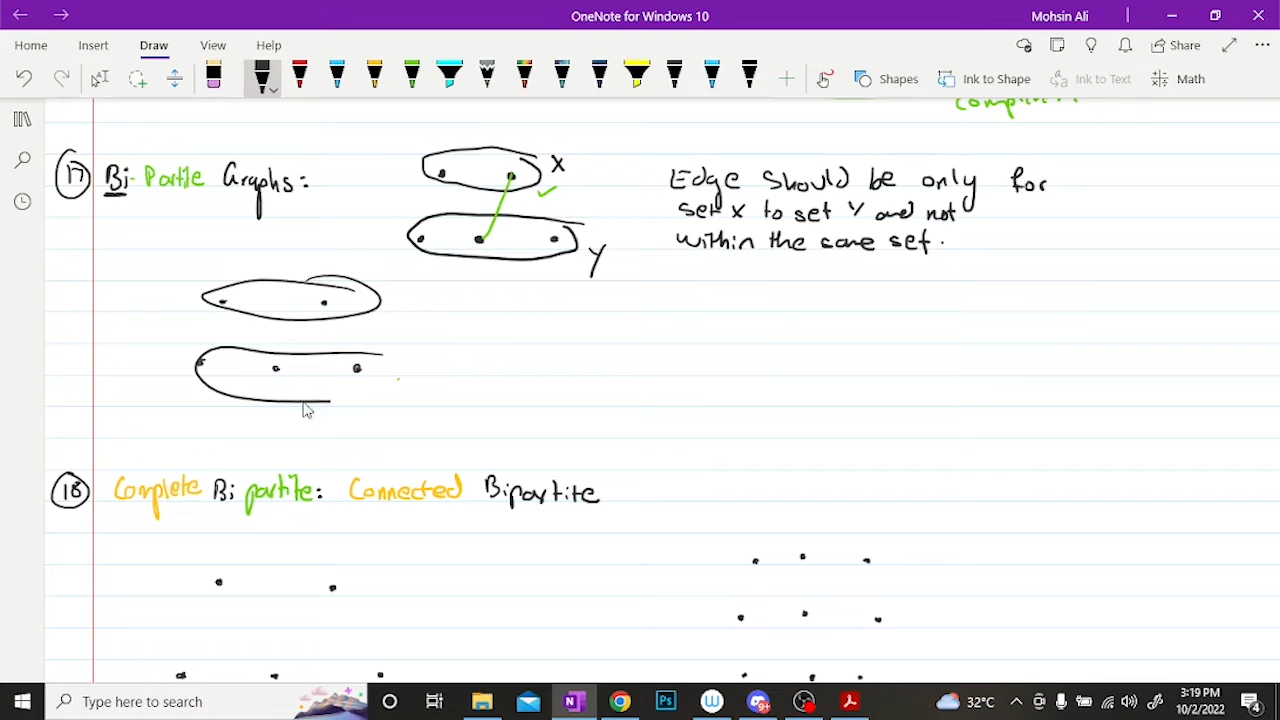 OneNote for Windows 10
Mohsin Ali
Home Insert Draw View Help
Share
Shapes
Ink to Shape
Ink to Text
Math
17 Bi-Partite Graphs:
X
Y
Edge should be only for
set X to set Y and not
within the same set.
18 Complete Bi partite: Connected Bipartite
Type here to search
9+
32°C
3:19 PM
10/2/2022